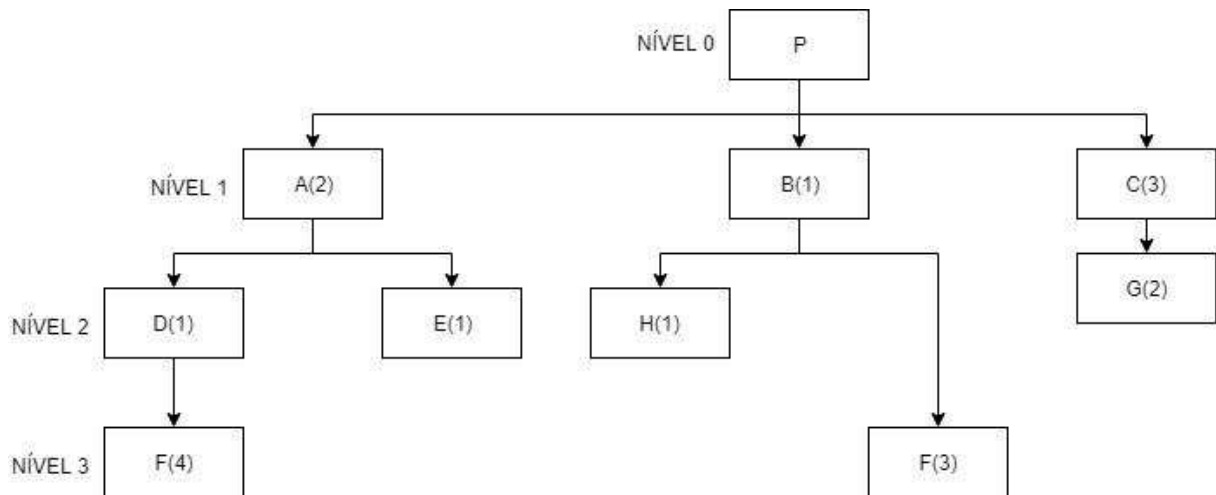 NÍVEL 0
P
NÍVEL 1
A(2)
B(1)
C(3)
G(2)
NÍVEL 2
D(1)
E(1)
H(1)
NÍVEL 3
F(4)
F(3)